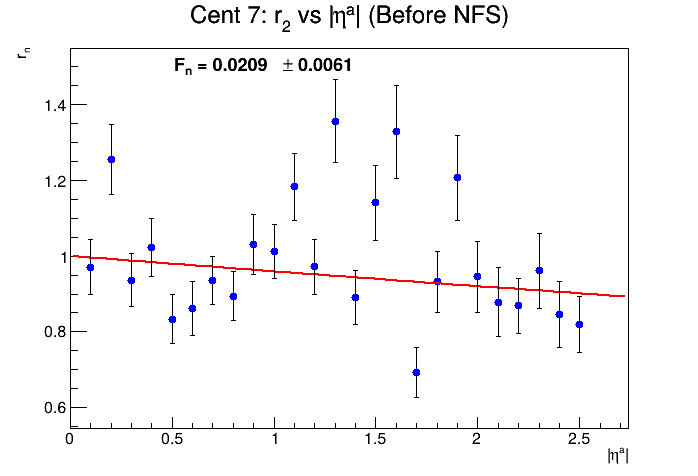 Cent 7: r₂ vs |ηᵃ| (Before NFS)
rₙ
Fₙ = 0.0209 ± 0.0061
1.4
1.2
1
0.8
0.6
0 0.5 1 1.5 2 2.5
|ηᵃ|